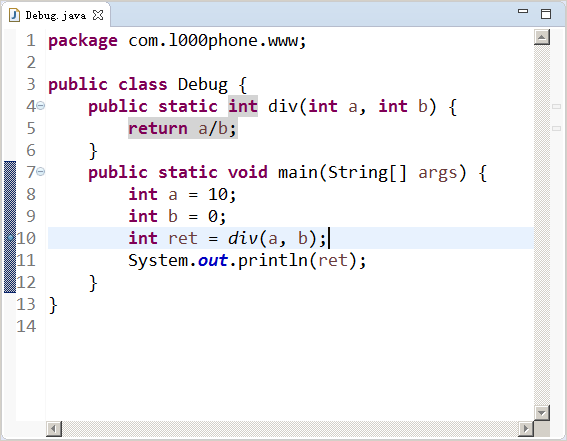 Debug.java
1 package com.l000phone.www;
2
3 public class Debug {
4     public static int div(int a, int b) {
5         return a/b;
6     }
7     public static void main(String[] args) {
8         int a = 10;
9         int b = 0;
10         int ret = div(a, b);
11         System.out.println(ret);
12     }
13 }
14